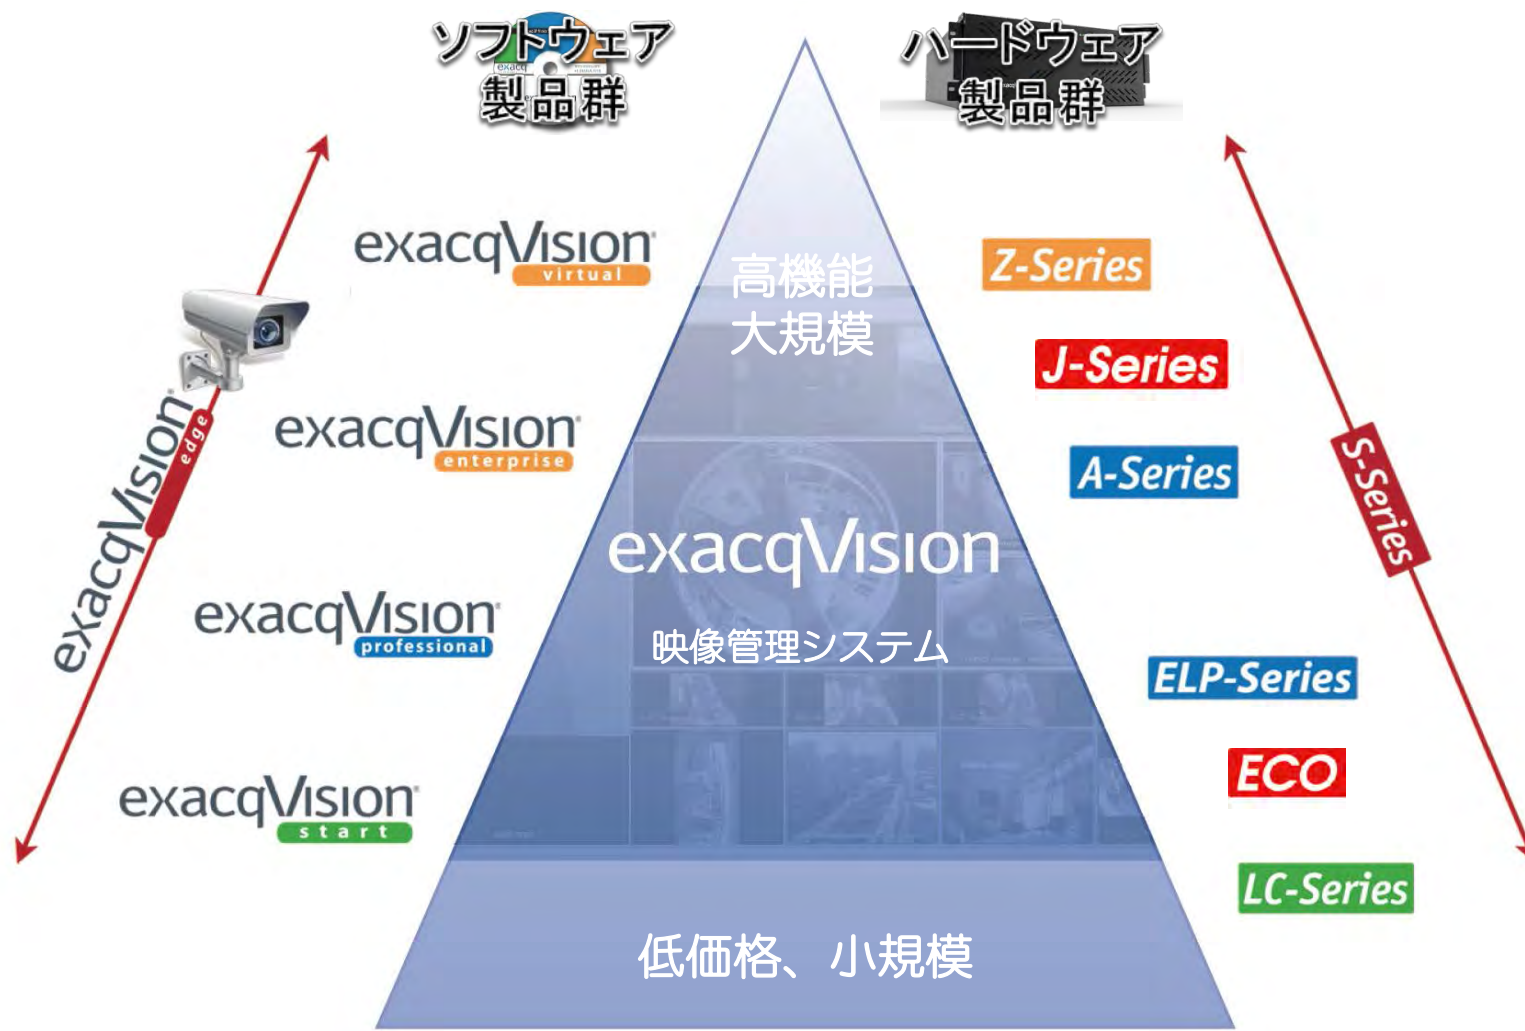 ソフトウェア
製品群
ハードウェア
製品群
exacq
exacqVision
virtual
高機能
大規模
Z-Series
J-Series
exacqVision
enterprise
A-Series
exacqVision
edge
S-Series
exacqVision
映像管理システム
exacqVision
professional
ELP-Series
exacqVision
start
ECO
LC-Series
低価格、小規模